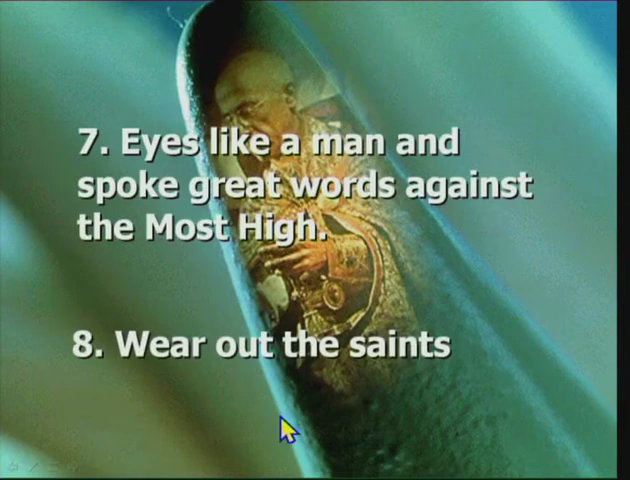 7. Eyes like a man and
spoke great words against
the Most High.
8. Wear out the saints